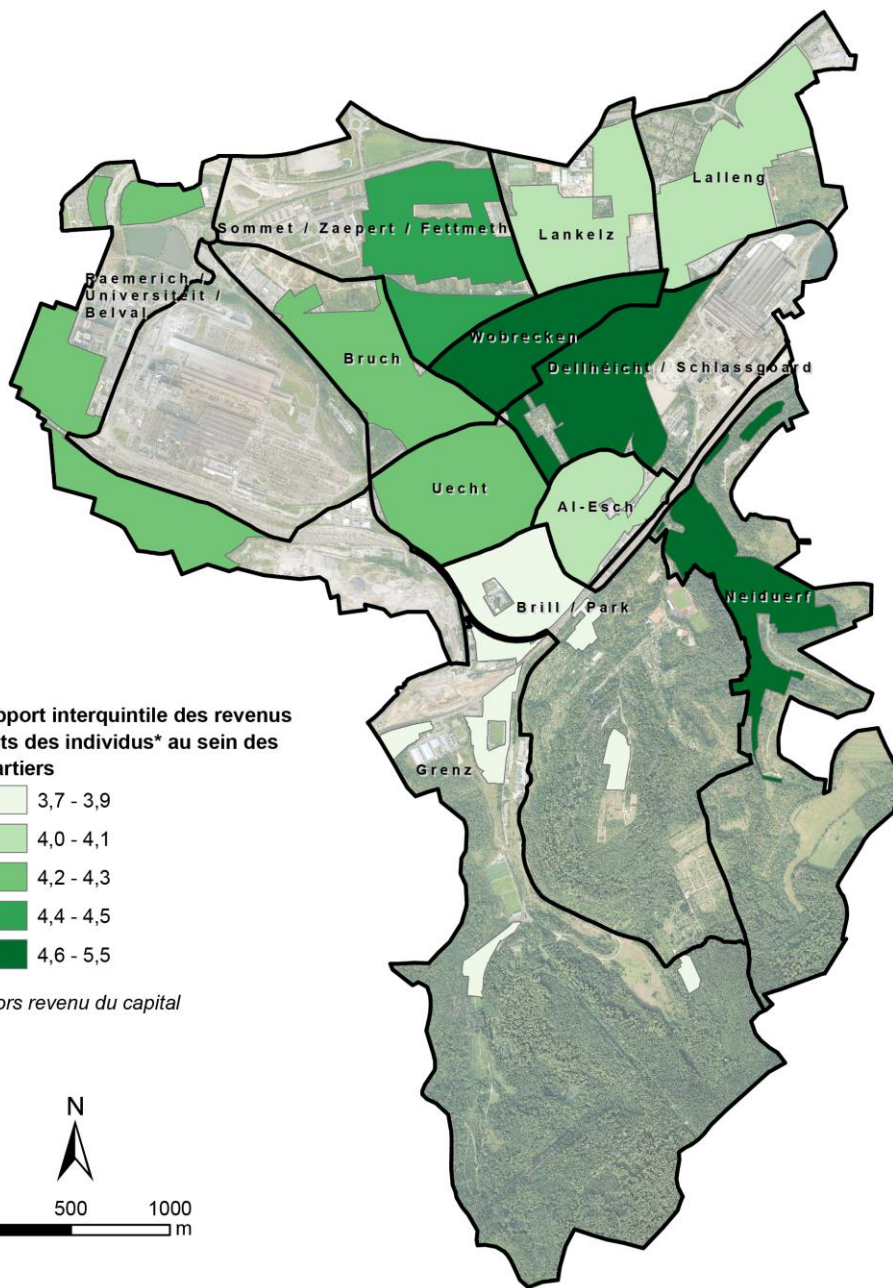 Lalleng
Sommet / Zaepert / Fettmeth
Lankelz
Raemerich /
Universiteit /
Belval
Wobrecken
Bruch
Dellhéicht / Schlassgoard
Uecht
Al-Esch
Neiduerf
Brill / Park
Grenz
pport interquintile des revenus
ts des individus* au sein des
artiers
3,7 - 3,9
4,0 - 4,1
4,2 - 4,3
4,4 - 4,5
4,6 - 5,5
ors revenu du capital
N
500 1000
m